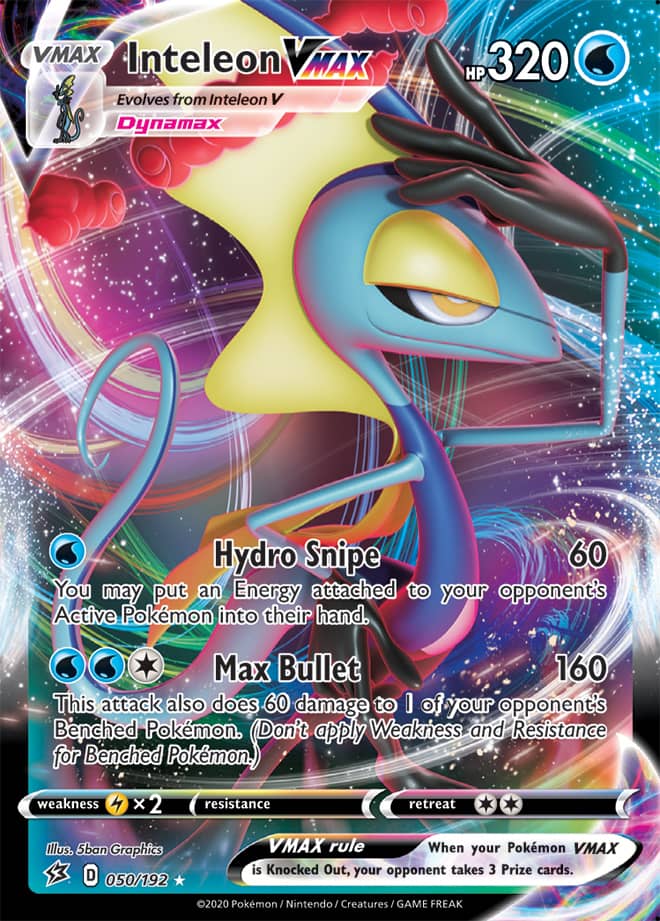 VMAX
Inteleon VMAX
HP 320
Evolves from Inteleon V
Dynamax
Hydro Snipe 60
You may put an Energy attached to your opponent's
Active Pokémon into their hand.
Max Bullet 160
This attack also does 60 damage to 1 of your opponent's
Benched Pokémon. (Don't apply Weakness and Resistance
for Benched Pokémon.)
weakness ×2 resistance retreat
Illus. 5ban Graphics
VMAX rule When your Pokémon VMAX
is Knocked Out, your opponent takes 3 Prize cards.
D 050/192
©2020 Pokémon / Nintendo / Creatures / GAME FREAK